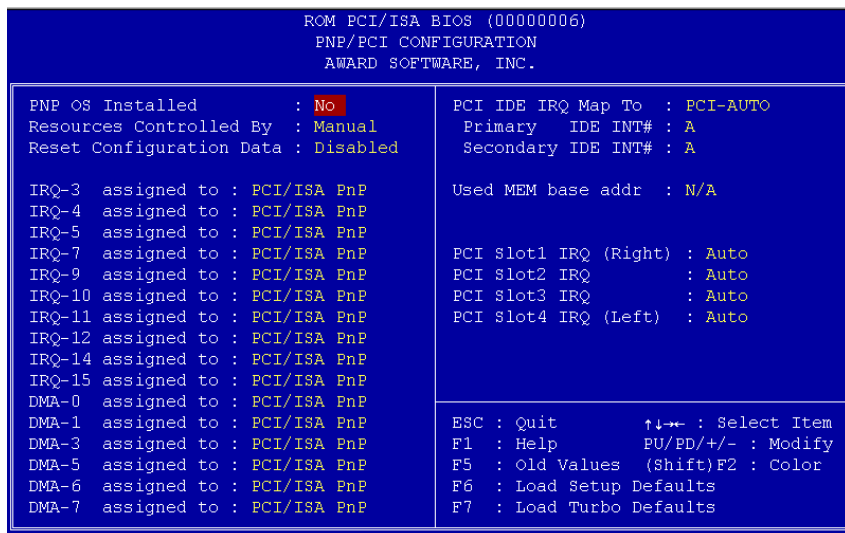 ROM PCI/ISA BIOS (00000006)
PNP/PCI CONFIGURATION
AWARD SOFTWARE, INC.
PNP OS Installed : No
Resources Controlled By : Manual
Reset Configuration Data : Disabled
IRQ-3 assigned to : PCI/ISA PnP
IRQ-4 assigned to : PCI/ISA PnP
IRQ-5 assigned to : PCI/ISA PnP
IRQ-7 assigned to : PCI/ISA PnP
IRQ-9 assigned to : PCI/ISA PnP
IRQ-10 assigned to : PCI/ISA PnP
IRQ-11 assigned to : PCI/ISA PnP
IRQ-12 assigned to : PCI/ISA PnP
IRQ-14 assigned to : PCI/ISA PnP
IRQ-15 assigned to : PCI/ISA PnP
DMA-0 assigned to : PCI/ISA PnP
DMA-1 assigned to : PCI/ISA PnP
DMA-3 assigned to : PCI/ISA PnP
DMA-5 assigned to : PCI/ISA PnP
DMA-6 assigned to : PCI/ISA PnP
DMA-7 assigned to : PCI/ISA PnP
PCI IDE IRQ Map To : PCI-AUTO
Primary IDE INT# : A
Secondary IDE INT# : A
Used MEM base addr : N/A
PCI Slot1 IRQ (Right) : Auto
PCI Slot2 IRQ : Auto
PCI Slot3 IRQ : Auto
PCI Slot4 IRQ (Left) : Auto
ESC : Quit ↑↓→← : Select Item
F1 : Help PU/PD/+/- : Modify
F5 : Old Values (Shift)F2 : Color
F6 : Load Setup Defaults
F7 : Load Turbo Defaults